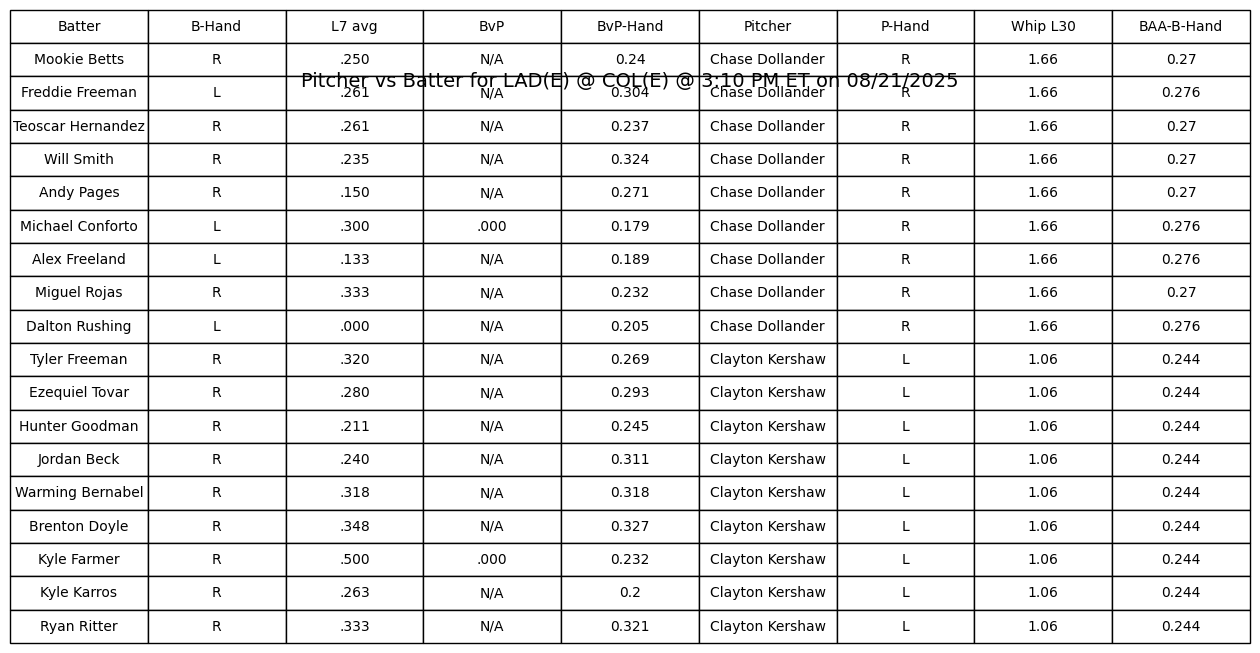 Batter B-Hand L7 avg BvP BvP-Hand Pitcher P-Hand Whip L30 BAA-B-Hand
Mookie Betts R .250 N/A 0.24 Chase Dollander R 1.66 0.27
Pitcher vs Batter for LAD(E) @ COL(E) @ 3:10 PM ET on 08/21/2025
Freddie Freeman L .261 N/A 0.304 Chase Dollander R 1.66 0.276
Teoscar Hernandez R .261 N/A 0.237 Chase Dollander R 1.66 0.27
Will Smith R .235 N/A 0.324 Chase Dollander R 1.66 0.27
Andy Pages R .150 N/A 0.271 Chase Dollander R 1.66 0.27
Michael Conforto L .300 .000 0.179 Chase Dollander R 1.66 0.276
Alex Freeland L .133 N/A 0.189 Chase Dollander R 1.66 0.276
Miguel Rojas R .333 N/A 0.232 Chase Dollander R 1.66 0.27
Dalton Rushing L .000 N/A 0.205 Chase Dollander R 1.66 0.276
Tyler Freeman R .320 N/A 0.269 Clayton Kershaw L 1.06 0.244
Ezequiel Tovar R .280 N/A 0.293 Clayton Kershaw L 1.06 0.244
Hunter Goodman R .211 N/A 0.245 Clayton Kershaw L 1.06 0.244
Jordan Beck R .240 N/A 0.311 Clayton Kershaw L 1.06 0.244
Warming Bernabel R .318 N/A 0.318 Clayton Kershaw L 1.06 0.244
Brenton Doyle R .348 N/A 0.327 Clayton Kershaw L 1.06 0.244
Kyle Farmer R .500 .000 0.232 Clayton Kershaw L 1.06 0.244
Kyle Karros R .263 N/A 0.2 Clayton Kershaw L 1.06 0.244
Ryan Ritter R .333 N/A 0.321 Clayton Kershaw L 1.06 0.244